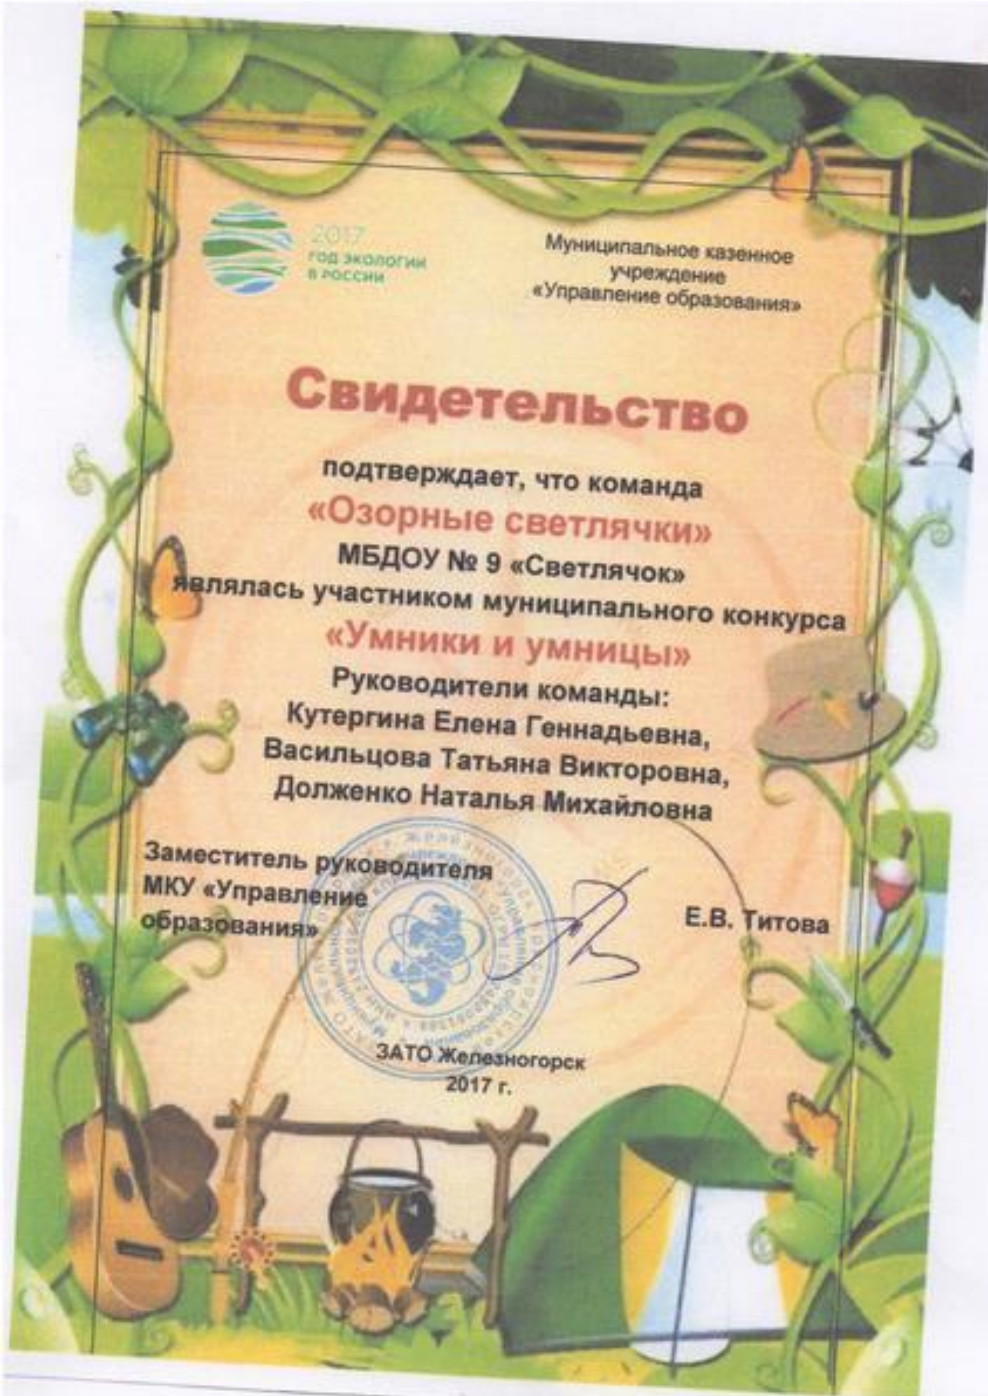 2017
ГОД ЭКОЛОГИИ
В РОССИИ
Муниципальное казенное
учреждение
«Управление образования»
Свидетельство
подтверждает, что команда
«Озорные светлячки»
МБДОУ № 9 «Светлячок»
являлась участником муниципального конкурса
«Умники и умницы»
Руководители команды:
Кутергина Елена Геннадьевна,
Васильцова Татьяна Викторовна,
Долженко Наталья Михайловна
Заместитель руководителя
МКУ «Управление
образования»
Е.В. Титова
ЗАТО Железногорск
2017 г.